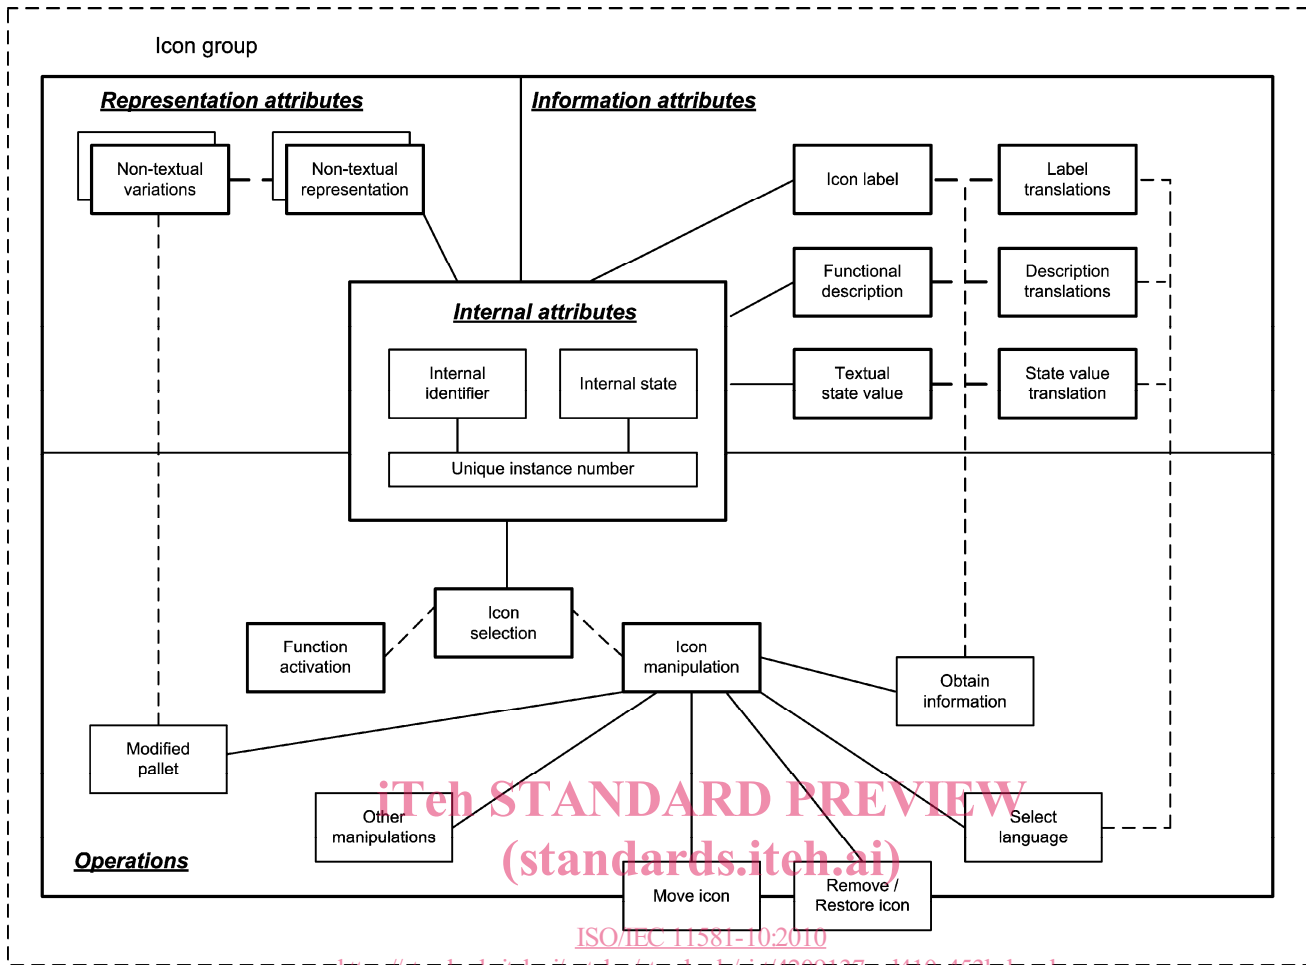 Icon group
Representation attributes
Information attributes
Non-textual
variations
Non-textual
representation
Icon label
Label
translations
Functional
description
Description
translations
Internal attributes
Internal
identifier
Internal state
Textual
state value
State value
translation
Unique instance number
Icon
selection
Function
activation
Icon
manipulation
Obtain
information
Modified
pallet
Other
manipulations
Select
language
iTeh STANDARD PREVIEW
(standards.iteh.ai)
Operations
Move icon
Remove /
Restore icon
ISO/IEC 11581-10:2010